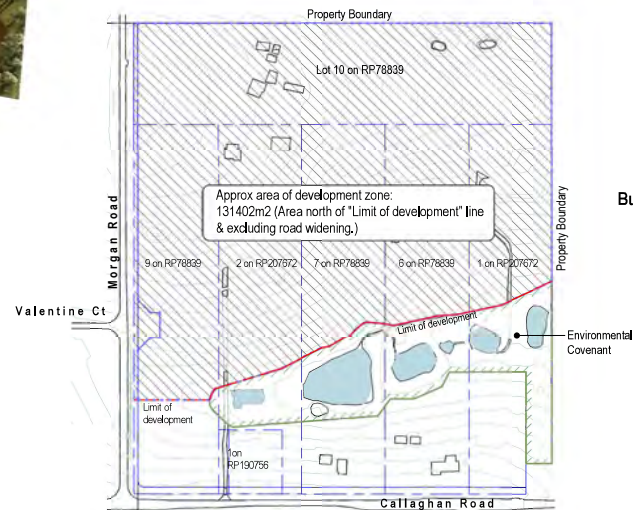 Property Boundary
Lot 10 on RP78839
Approx area of development zone:
131402m2 (Area north of "Limit of development" line
& excluding road widening.)
Morgan Road
Property Boundary
Bu
9 on RP78839
2 on RP207672
7 on RP78839
6 on RP78839
1 on RP207672
Valentine Ct
Limit of development
Environmental
Covenant
Limit of
development
1on
RP190756
Callaghan Road